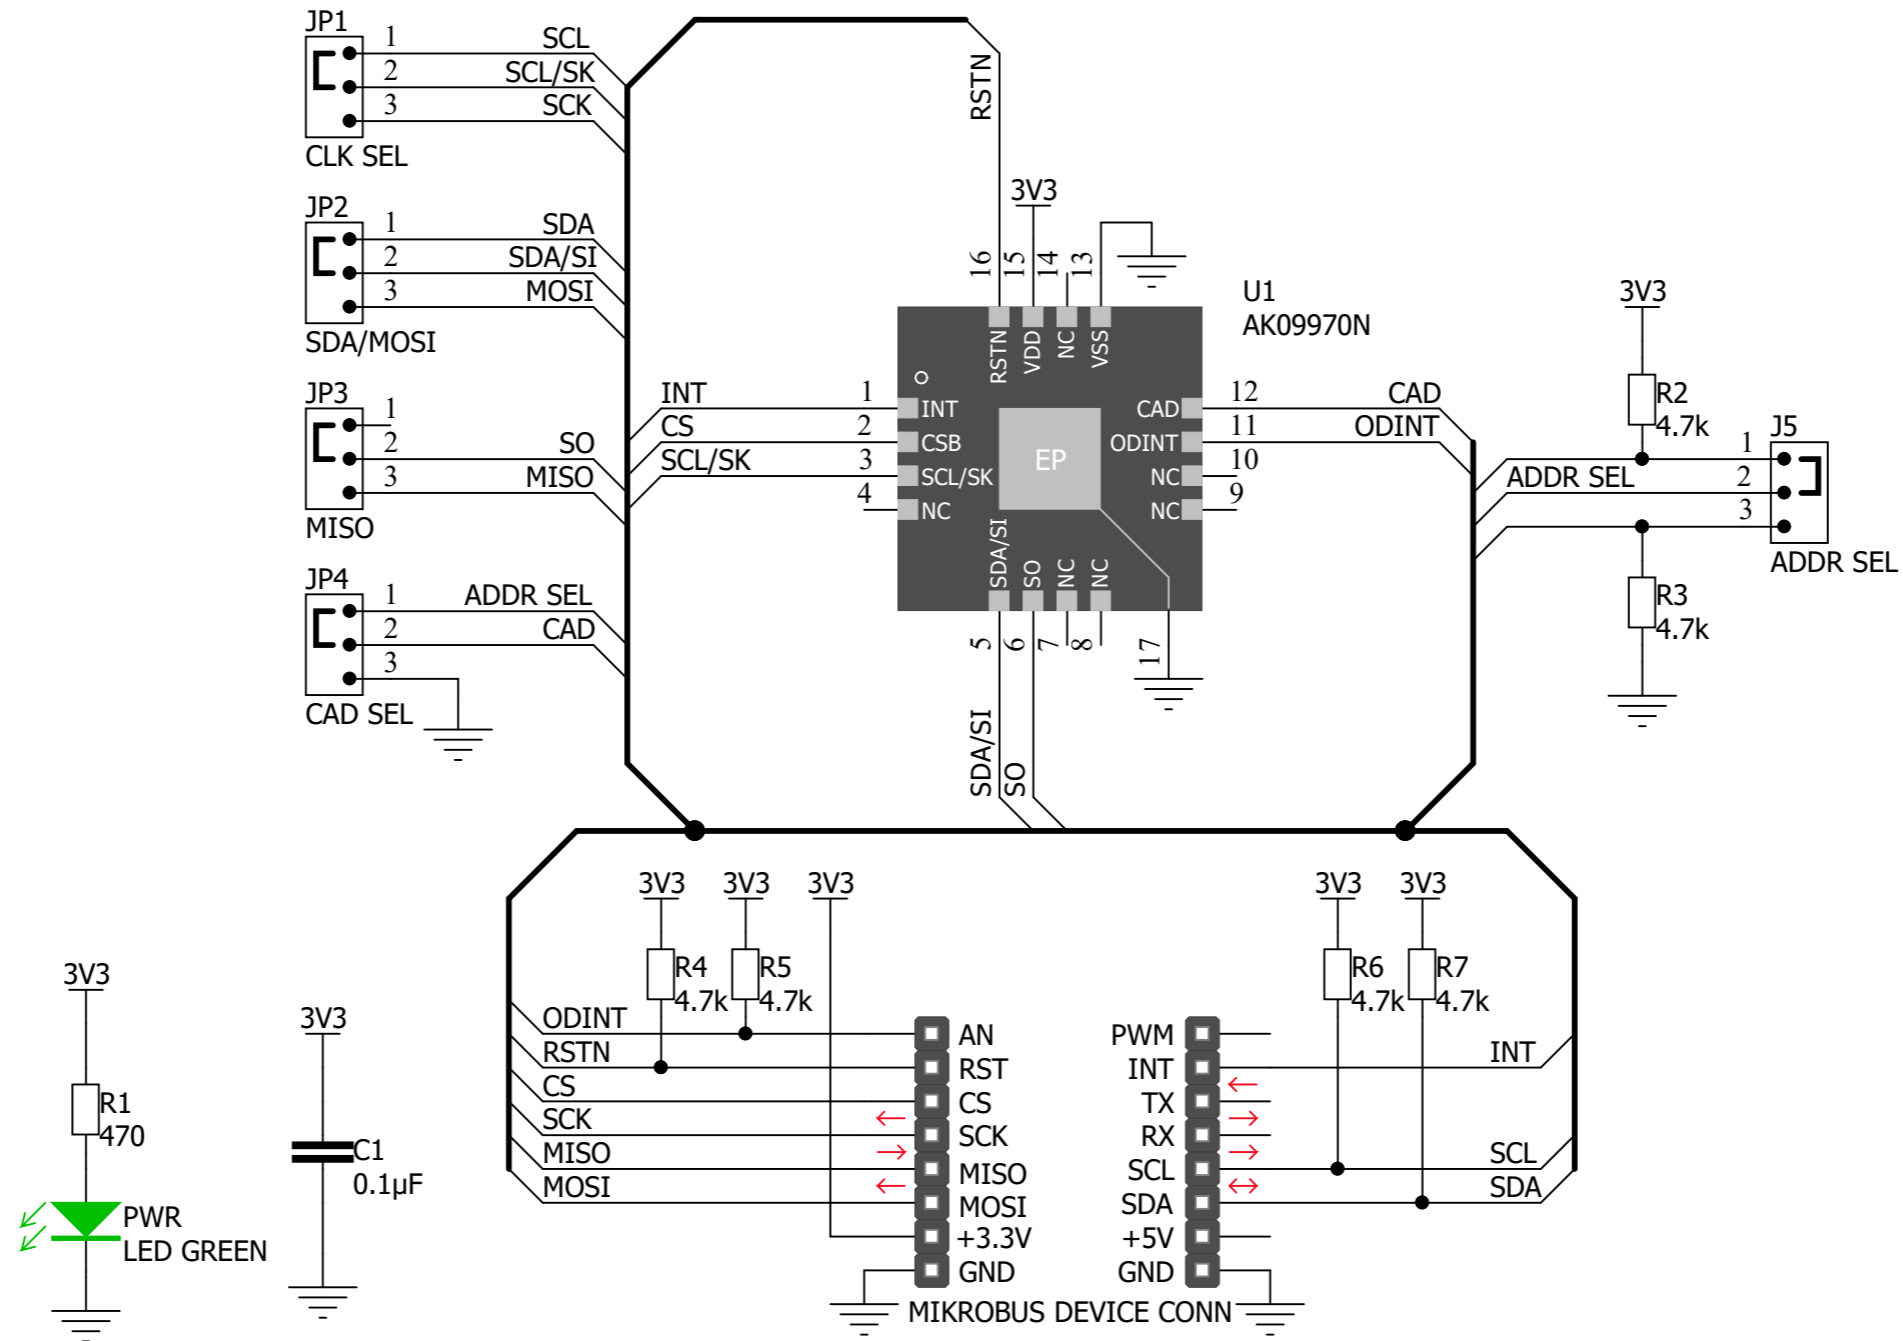 JP1
1 SCL
2 SCL/SK
3 SCK
CLK SEL
JP2
1 SDA
2 SDA/SI
3 MOSI
SDA/MOSI
JP3
1
2 SO
3 MISO
MISO
JP4
1 ADDR SEL
2 CAD
3
CAD SEL
RSTN
3V3
16 15 14 13
U1
AK09970N
RSTN VDD NC VSS
INT 1 INT
CS 2 CSB
SCL/SK 3 SCL/SK
4 NC
EP
CAD 12 CAD
ODINT 11 ODINT
NC 10
NC 9
SDA/SI SO NC NC
5 6 7 8 17
SDA/SI SO
3V3
R2
4.7k
J5
1
ADDR SEL 2
3
ADDR SEL
R3
4.7k
3V3 3V3 3V3
R4
4.7k
R5
4.7k
3V3 3V3
R6
4.7k
R7
4.7k
ODINT AN
RSTN RST
CS CS
SCK SCK
MISO MISO
MOSI MOSI
+3.3V
GND
PWM
INT INT
TX
RX
SCL SCL
SDA SDA
+5V
GND
MIKROBUS DEVICE CONN
3V3
R1
470
PWR
LED GREEN
3V3
C1
0.1µF